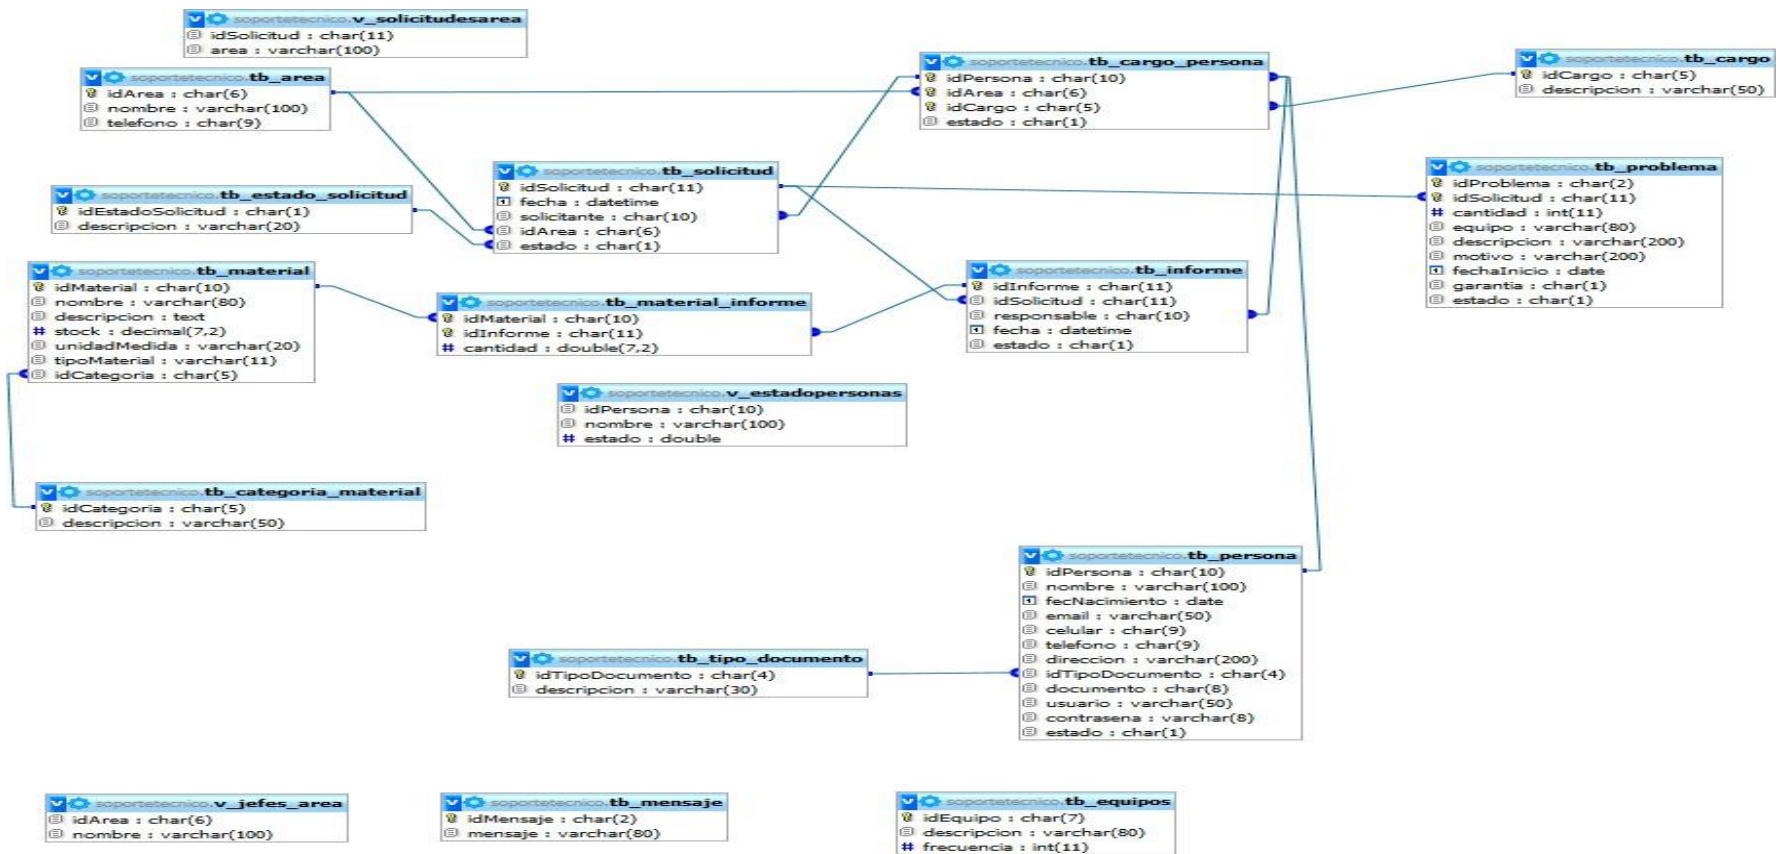 soportetecnico.v_solicitudesarea
idSolicitud : char(11)
area : varchar(100)
soportetecnico.tb_area
idArea : char(6)
nombre : varchar(100)
telefono : char(9)
soportetecnico.tb_cargo_persona
idPersona : char(10)
idArea : char(6)
idCargo : char(5)
estado : char(1)
soportetecnico.tb_cargo
idCargo : char(5)
descripcion : varchar(50)
soportetecnico.tb_estado_solicitud
idEstadoSolicitud : char(1)
descripcion : varchar(20)
soportetecnico.tb_solicitud
idSolicitud : char(11)
fecha : datetime
solicitante : char(10)
idArea : char(6)
estado : char(1)
soportetecnico.tb_problema
idProblema : char(2)
idSolicitud : char(11)
# cantidad : int(11)
equipo : varchar(80)
descripcion : varchar(200)
motivo : varchar(200)
fechaInicio : date
garantia : char(1)
estado : char(1)
soportetecnico.tb_material
idMaterial : char(10)
nombre : varchar(80)
descripcion : text
# stock : decimal(7,2)
unidadMedida : varchar(20)
tipoMaterial : varchar(11)
idCategoria : char(5)
soportetecnico.tb_material_informe
idMaterial : char(10)
idInforme : char(11)
# cantidad : double(7,2)
soportetecnico.tb_informe
idInforme : char(11)
idSolicitud : char(11)
responsable : char(10)
fecha : datetime
estado : char(1)
soportetecnico.v_estadopersonas
idPersona : char(10)
nombre : varchar(100)
# estado : double
soportetecnico.tb_categoria_material
idCategoria : char(5)
descripcion : varchar(50)
soportetecnico.tb_persona
idPersona : char(10)
nombre : varchar(100)
fecNacimiento : date
email : varchar(50)
celular : char(9)
telefono : char(9)
direccion : varchar(200)
idTipoDocumento : char(4)
documento : char(8)
usuario : varchar(50)
contrasena : varchar(8)
estado : char(1)
soportetecnico.tb_tipo_documento
idTipoDocumento : char(4)
descripcion : varchar(30)
soportetecnico.v_jefes_area
idArea : char(6)
nombre : varchar(100)
soportetecnico.tb_mensaje
idMensaje : char(2)
mensaje : varchar(80)
soportetecnico.tb_equipos
idEquipo : char(7)
descripcion : varchar(80)
# frecuencia : int(11)